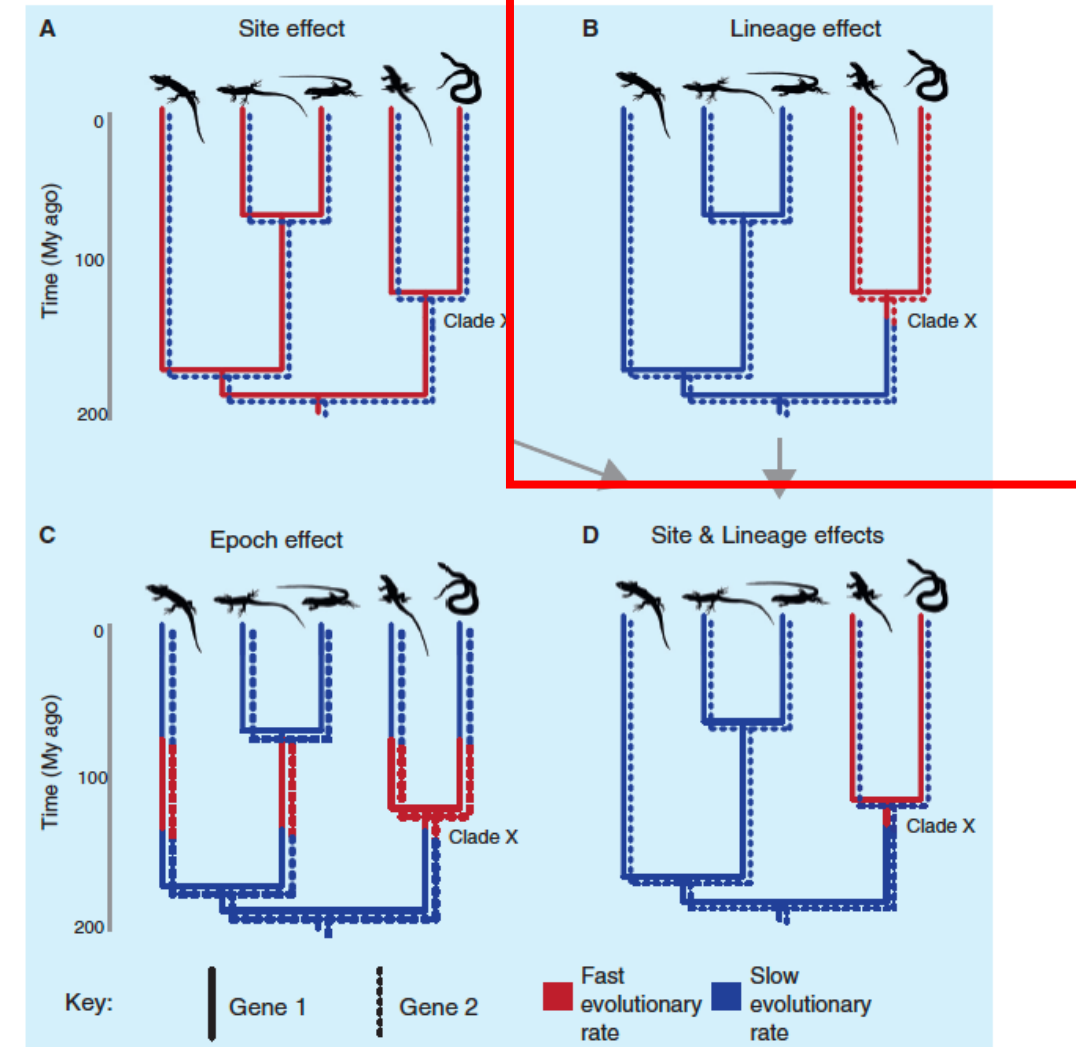 A
Site effect
0
Time (My ago)
100
Clade X
200
B
Lineage effect
Clade X
C
Epoch effect
0
Time (My ago)
100
Clade X
200
D
Site & Lineage effects
Clade X
Key:
Gene 1
Gene 2
Fast
evolutionary
rate
Slow
evolutionary
rate